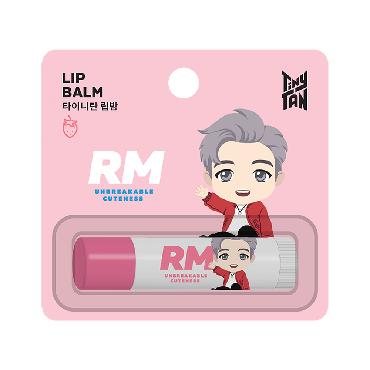 LIP
BALM
타이니탄 립밤
TinyTAN
RM
UNBREAKABLE
CUTENESS
RM
UNBREAKABLE
CUTENESS